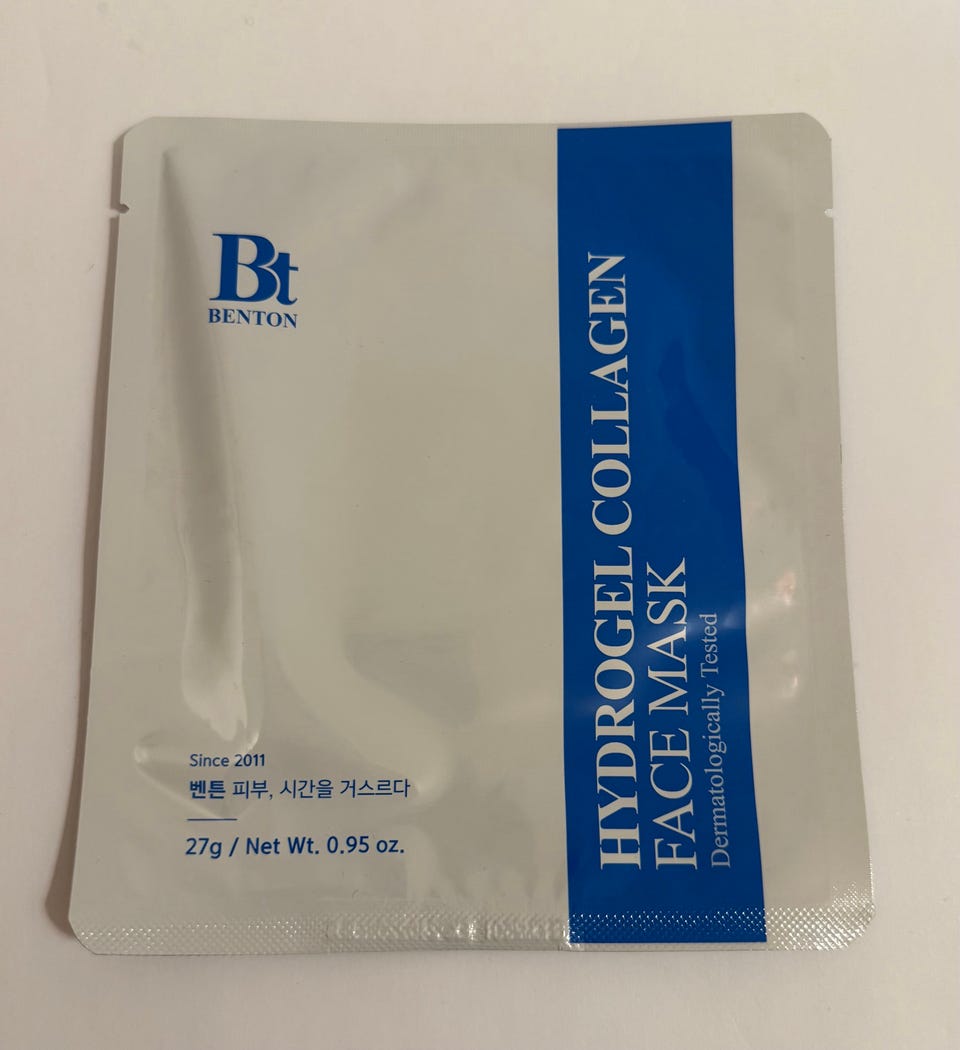 Bt
BENTON
HYDROGEL COLLAGEN
FACE MASK
Dermatologically Tested
Since 2011
벤튼 피부, 시간을 거스르다
27g / Net Wt. 0.95 oz.